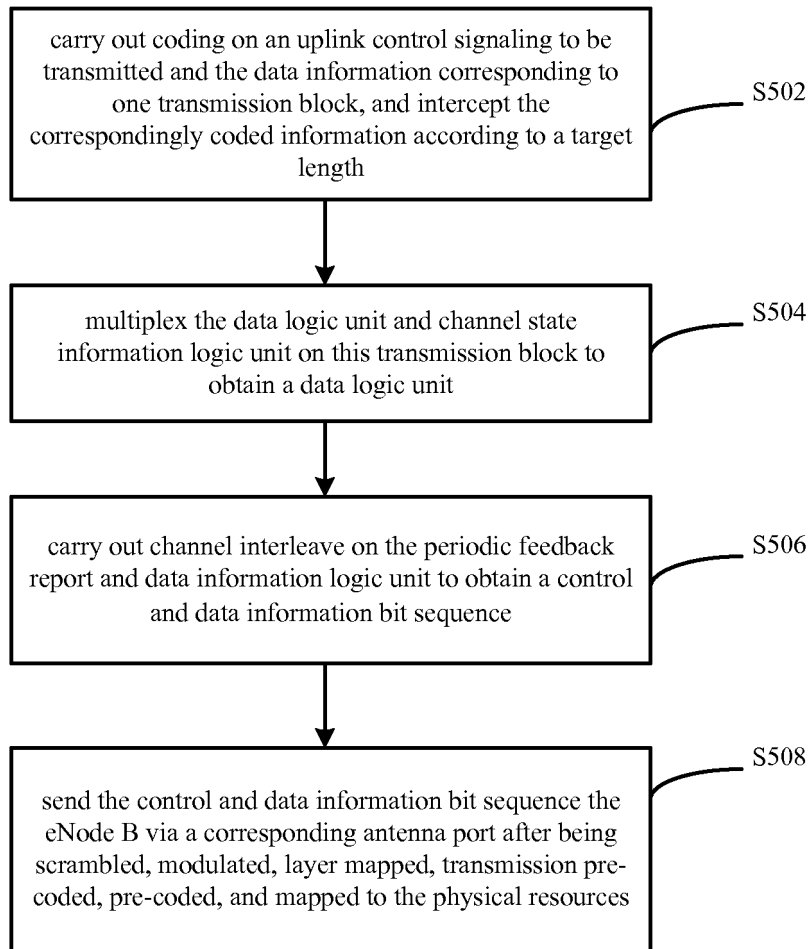 carry out coding on an uplink control signaling to be
transmitted and the data information corresponding to
one transmission block, and intercept the
correspondingly coded information according to a target
length
S502
multiplex the data logic unit and channel state
information logic unit on this transmission block to
obtain a data logic unit
S504
carry out channel interleave on the periodic feedback
report and data information logic unit to obtain a control
and data information bit sequence
S506
send the control and data information bit sequence the
eNode B via a corresponding antenna port after being
scrambled, modulated, layer mapped, transmission pre-
coded, pre-coded, and mapped to the physical resources
S508